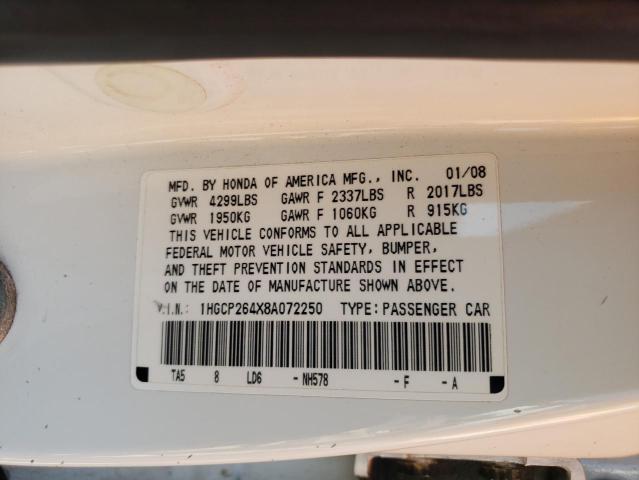 MFD. BY HONDA OF AMERICA MFG., INC. 01/08
GVWR 4299LBS GAWR F 2337LBS R 2017LBS
GVWR 1950KG GAWR F 1060KG R 915KG
THIS VEHICLE CONFORMS TO ALL APPLICABLE
FEDERAL MOTOR VEHICLE SAFETY, BUMPER,
AND THEFT PREVENTION STANDARDS IN EFFECT
ON THE DATE OF MANUFACTURE SHOWN ABOVE.
V.I.N.: 1HGCP264X8A072250 TYPE: PASSENGER CAR
TA5 8 LD6 -NH578 -F -A